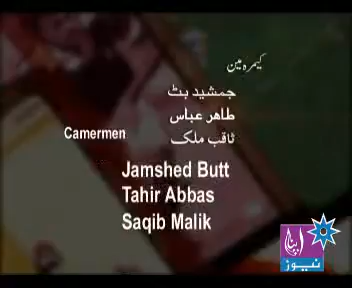 کیمرہ مین
جمشید بٹ
طاہر عباس
ثاقب ملک
Camermen
Jamshed Butt
Tahir Abbas
Saqib Malik
اپنا
نیوز